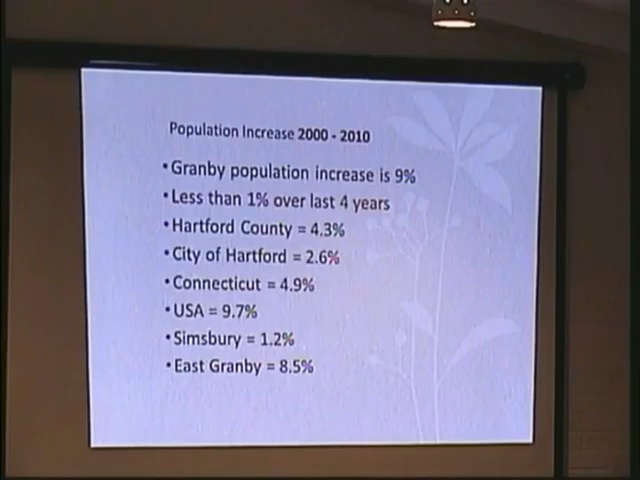 Population Increase 2000 - 2010
•Granby population increase is 9%
•Less than 1% over last 4 years
•Hartford County = 4.3%
•City of Hartford = 2.6%
•Connecticut = 4.9%
•USA = 9.7%
•Simsbury = 1.2%
•East Granby = 8.5%